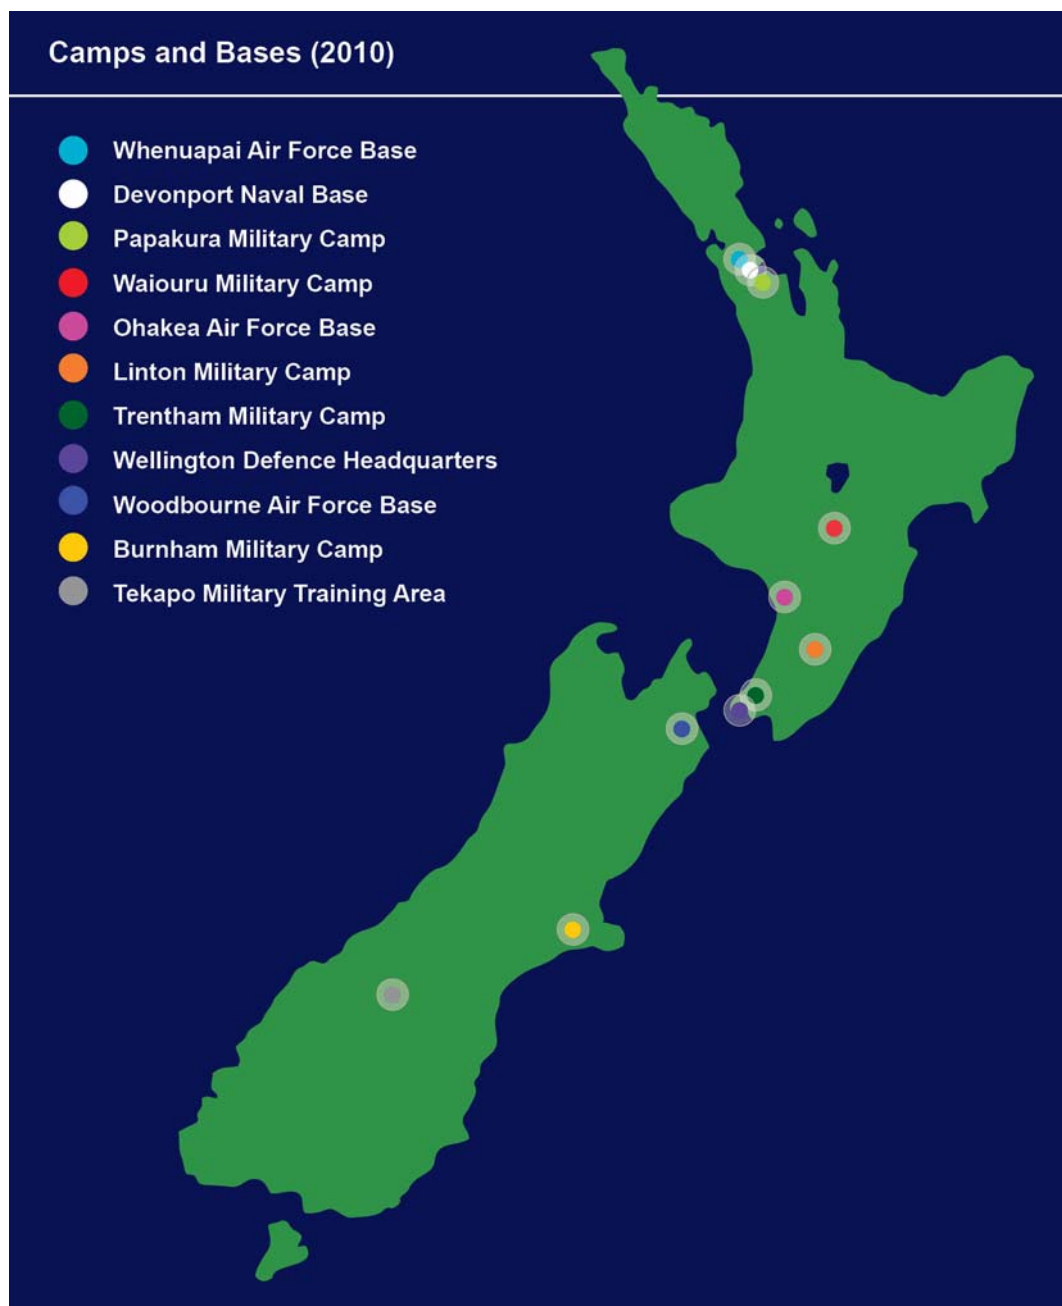 Camps and Bases (2010)
Whenuapai Air Force Base
Devonport Naval Base
Papakura Military Camp
Waiouru Military Camp
Ohakea Air Force Base
Linton Military Camp
Trentham Military Camp
Wellington Defence Headquarters
Woodbourne Air Force Base
Burnham Military Camp
Tekapo Military Training Area